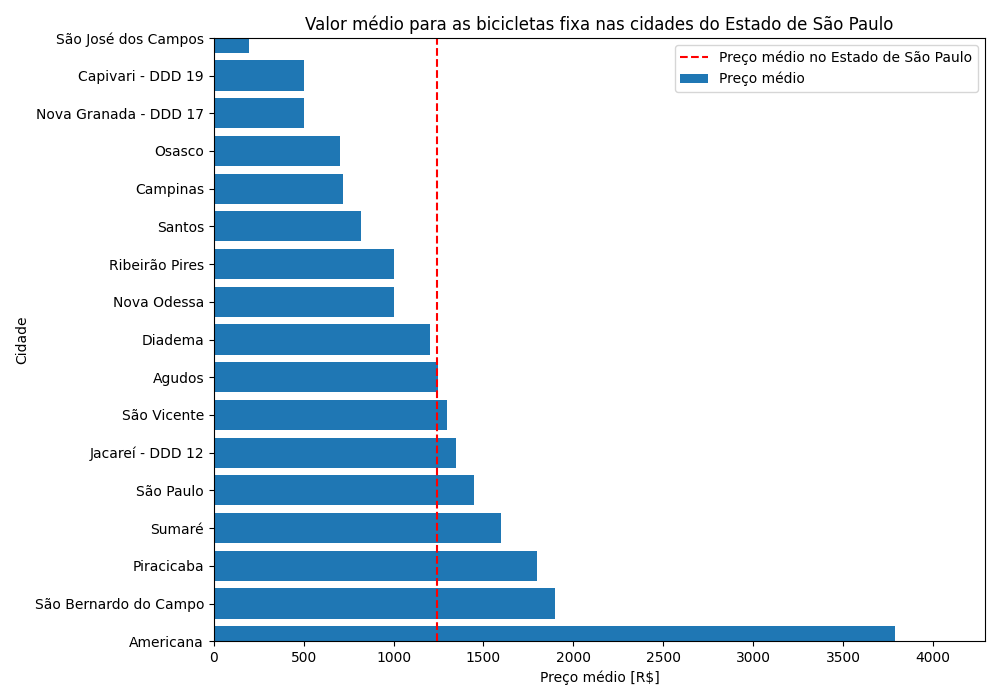 Valor médio para as bicicletas fixa nas cidades do Estado de São Paulo
Preço médio no Estado de São Paulo
Preço médio
Cidade
São José dos Campos
Capivari - DDD 19
Nova Granada - DDD 17
Osasco
Campinas
Santos
Ribeirão Pires
Nova Odessa
Diadema
Agudos
São Vicente
Jacareí - DDD 12
São Paulo
Sumaré
Piracicaba
São Bernardo do Campo
Americana
0 500 1000 1500 2000 2500 3000 3500 4000
Preço médio [R$]